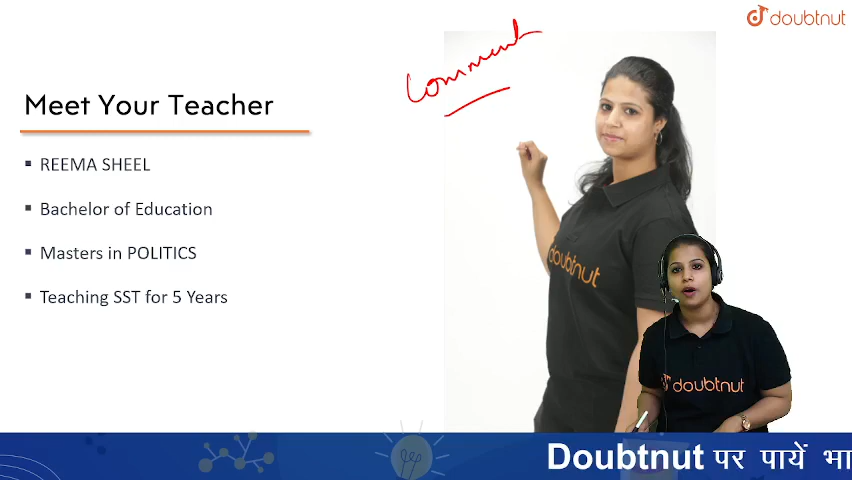 doubtnut
Comment
Meet Your Teacher
REEMA SHEEL
Bachelor of Education
Masters in POLITICS
Teaching SST for 5 Years
doubtnut
doubtnut
Doubtnut पर पायें भा